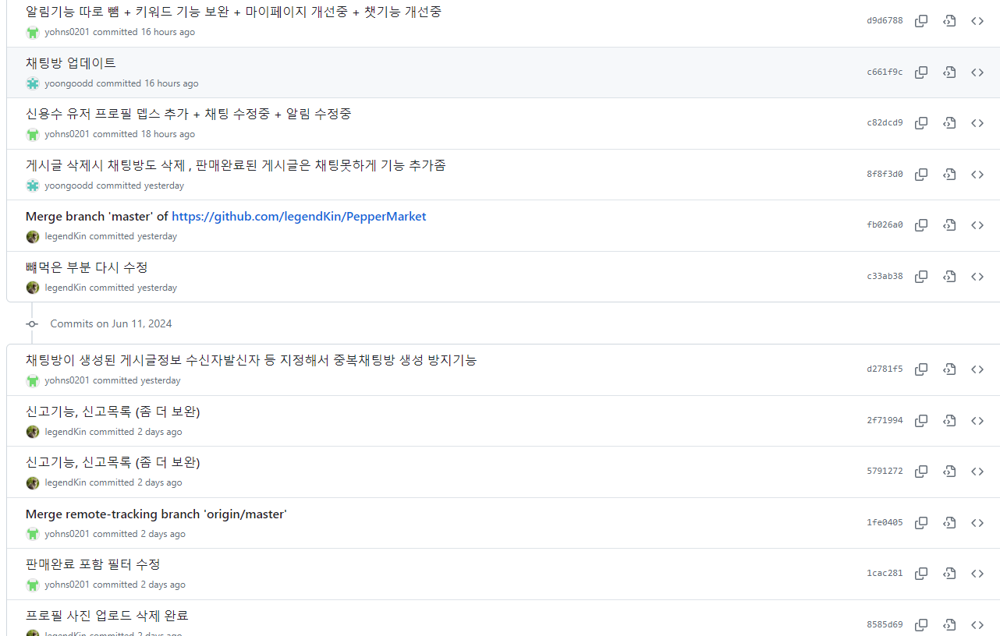 알림기능 따로 뺌 + 키워드 기능 보완 + 마이페이지 개선중 + 챗기능 개선중
yohns0201 committed 16 hours ago
d9d6788
채팅방 업데이트
yoongoodd committed 16 hours ago
c661f9c
신용수 유저 프로필 뎁스 추가 + 채팅 수정중 + 알림 수정중
yohns0201 committed 18 hours ago
c82dcd9
게시글 삭제시 채팅방도 삭제 , 판매완료된 게시글은 채팅못하게 기능 추가좀
yoongoodd committed yesterday
8f8f3d0
Merge branch 'master' of https://github.com/legendKin/PepperMarket
legendKin committed yesterday
fb026a0
빼먹은 부분 다시 수정
legendKin committed yesterday
c33ab38
Commits on Jun 11, 2024
채팅방이 생성된 게시글정보 수신자발신자 등 지정해서 중복채팅방 생성 방지기능
yohns0201 committed yesterday
d2781f5
신고기능, 신고목록 (좀 더 보완)
legendKin committed 2 days ago
2f71994
신고기능, 신고목록 (좀 더 보완)
legendKin committed 2 days ago
5791272
Merge remote-tracking branch 'origin/master'
yohns0201 committed 2 days ago
1fe0405
판매완료 포함 필터 수정
yohns0201 committed 2 days ago
1cac281
프로필 사진 업로드 삭제 완료
legendKin committed 2 days ago
8585d69